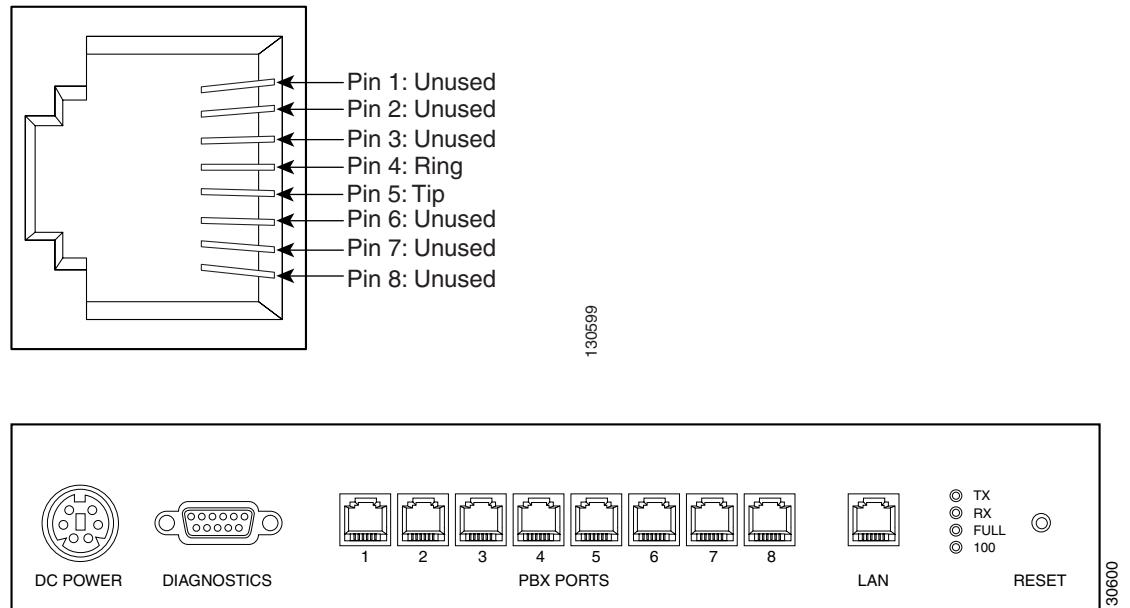 Pin 1: Unused
Pin 2: Unused
Pin 3: Unused
Pin 4: Ring
Pin 5: Tip
Pin 6: Unused
Pin 7: Unused
Pin 8: Unused
130599
TX
RX
FULL
100
1 2 3 4 5 6 7 8
DC POWER DIAGNOSTICS PBX PORTS LAN RESET
30600